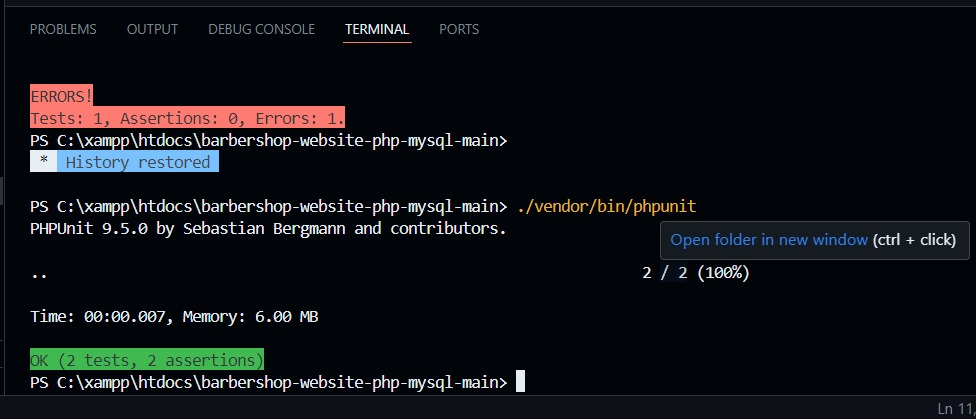 PROBLEMS OUTPUT DEBUG CONSOLE TERMINAL PORTS
ERRORS!
Tests: 1, Assertions: 0, Errors: 1.
PS C:\xampp\htdocs\barbershop-website-php-mysql-main>
* History restored
PS C:\xampp\htdocs\barbershop-website-php-mysql-main> ./vendor/bin/phpunit
PHPUnit 9.5.0 by Sebastian Bergmann and contributors.
Open folder in new window (ctrl + click)
.. 2 / 2 (100%)
Time: 00:00.007, Memory: 6.00 MB
OK (2 tests, 2 assertions)
PS C:\xampp\htdocs\barbershop-website-php-mysql-main>
Ln 11,